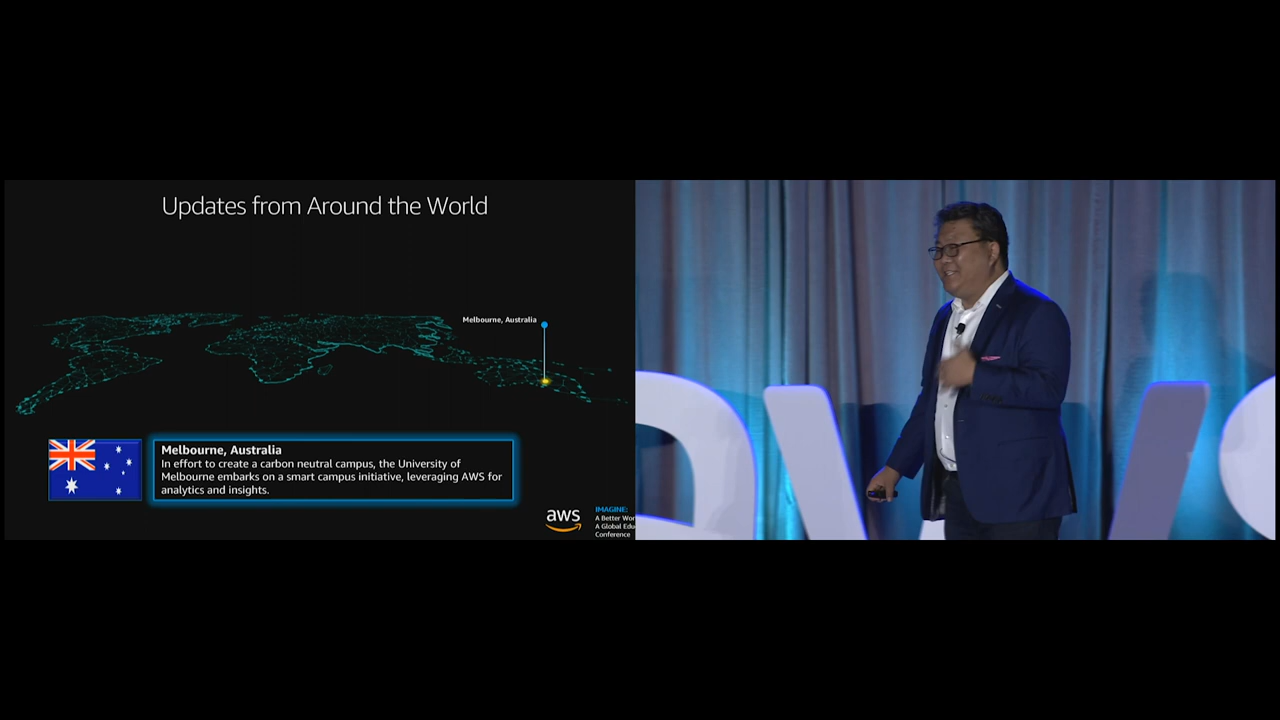 Updates from Around the World
Melbourne, Australia
Melbourne, Australia
In effort to create a carbon neutral campus, the University of
Melbourne embarks on a smart campus initiative, leveraging AWS for
analytics and insights.
aws
IMAGINE:
A Better Wor
A Global Edu
Conference
aws